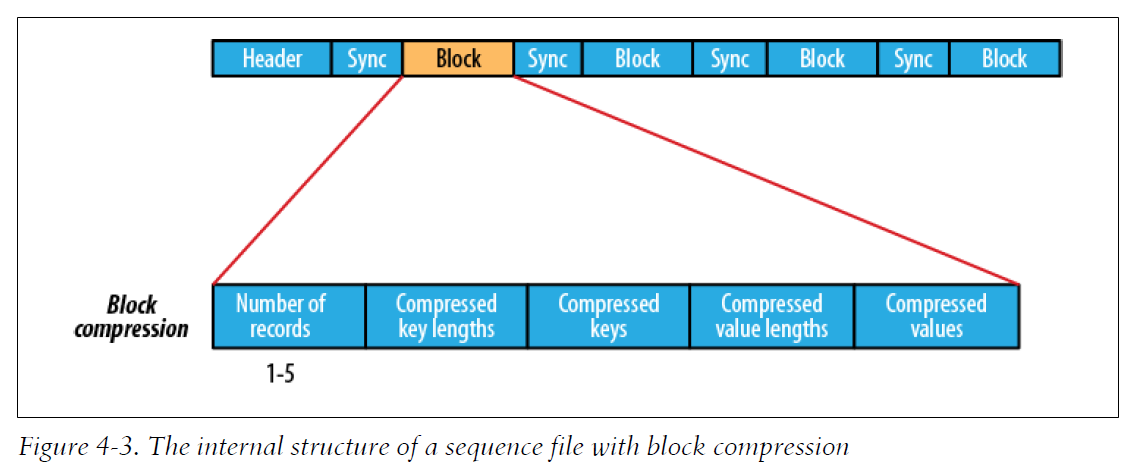 Header Sync Block Sync Block Sync Block Sync Block
Block compression
Number of records
Compressed key lengths
Compressed keys
Compressed value lengths
Compressed values
1-5
Figure 4-3. The internal structure of a sequence file with block compression